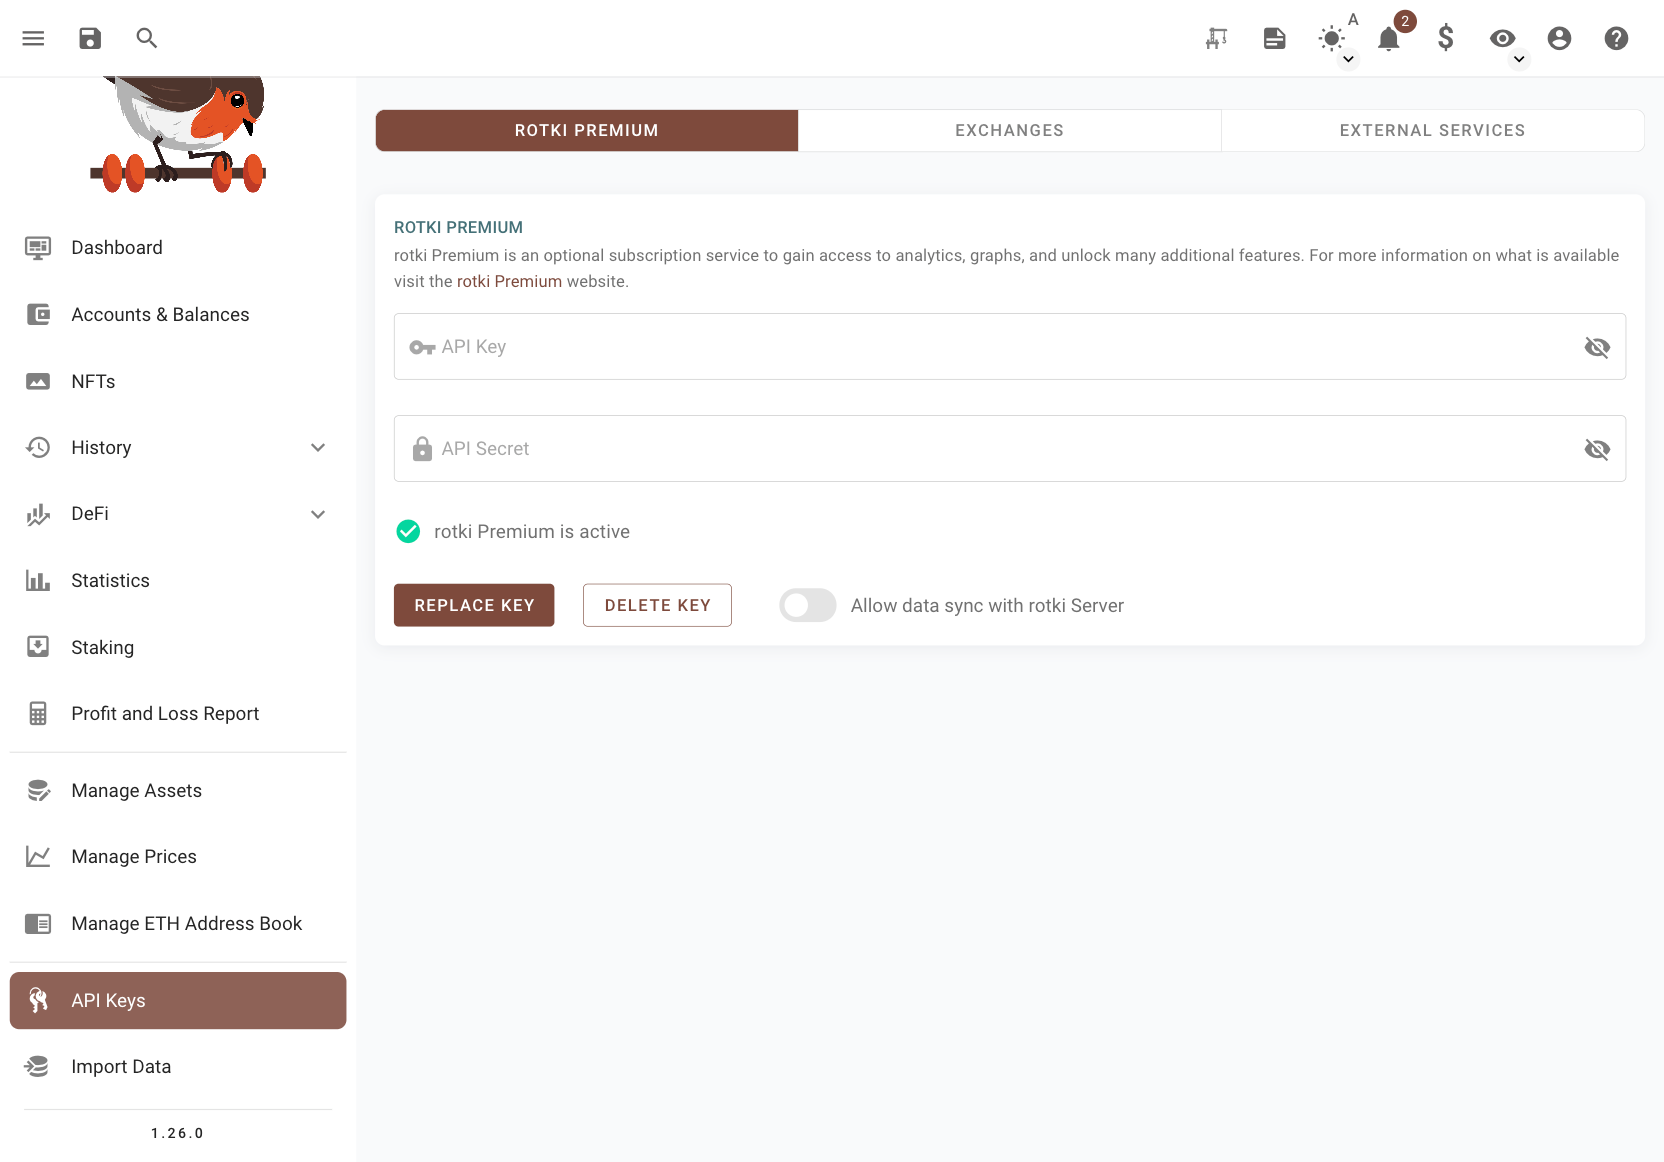 A
2
ROTKI PREMIUM
EXCHANGES
EXTERNAL SERVICES
Dashboard
Accounts & Balances
NFTs
History
DeFi
Statistics
Staking
Profit and Loss Report
Manage Assets
Manage Prices
Manage ETH Address Book
API Keys
Import Data
1.26.0
ROTKI PREMIUM
rotki Premium is an optional subscription service to gain access to analytics, graphs, and unlock many additional features. For more information on what is available
visit the rotki Premium website.
API Key
API Secret
rotki Premium is active
REPLACE KEY
DELETE KEY
Allow data sync with rotki Server